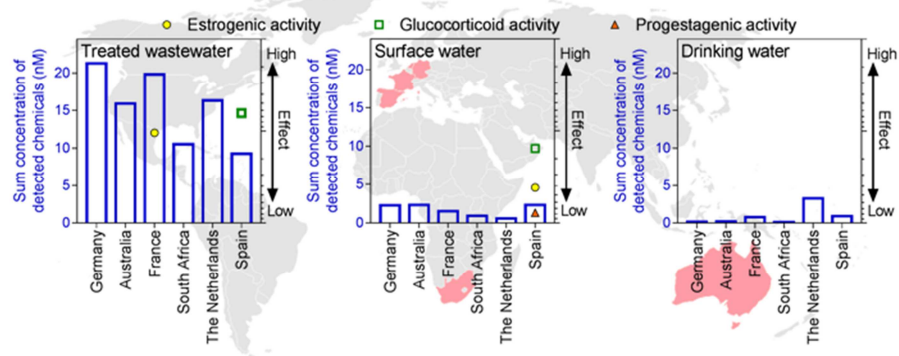 Estrogenic activity
Glucocorticoid activity
Progestagenic activity
Treated wastewater
Sum concentration of
detected chemicals (nM)
20
15
10
5
0
High
Effect
Low
Germany
Australia
France
South Africa
The Netherlands
Spain
Surface water
Sum concentration of
detected chemicals (nM)
20
15
10
5
0
High
Effect
Low
Germany
Australia
France
South Africa
The Netherlands
Spain
Drinking water
Sum concentration of
detected chemicals (nM)
20
15
10
5
0
High
Effect
Low
Germany
Australia
France
South Africa
The Netherlands
Spain